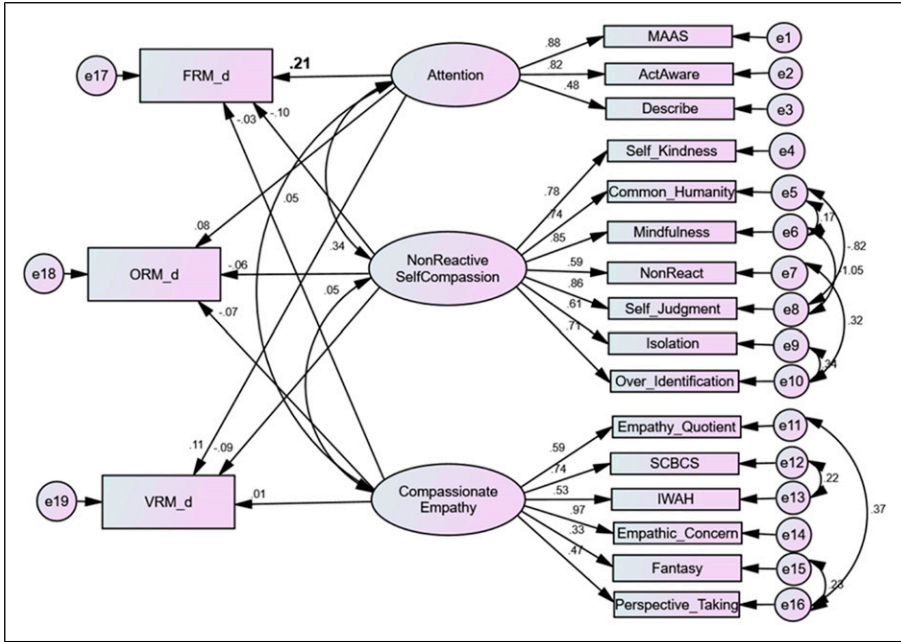 e17
FRM_d
.21
Attention
.88
MAAS
e1
.82
ActAware
e2
.48
Describe
e3
-.03
-.10
.05
.08
.34
e18
ORM_d
-.06
-.07
NonReactive
SelfCompassion
.05
.78
Self_Kindness
e4
.74
Common_Humanity
e5
.17
.85
Mindfulness
e6
-.82
.59
NonReact
e7
-1.05
.86
Self_Judgment
e8
.61
Isolation
e9
.32
.71
Over_Identification
e10
.34
.11
-.09
e19
VRM_d
.01
Compassionate
Empathy
.59
Empathy_Quotient
e11
.74
SCBCS
e12
.22
.53
IWAH
e13
.37
.97
Empathic_Concern
e14
.33
Fantasy
e15
.23
.47
Perspective_Taking
e16